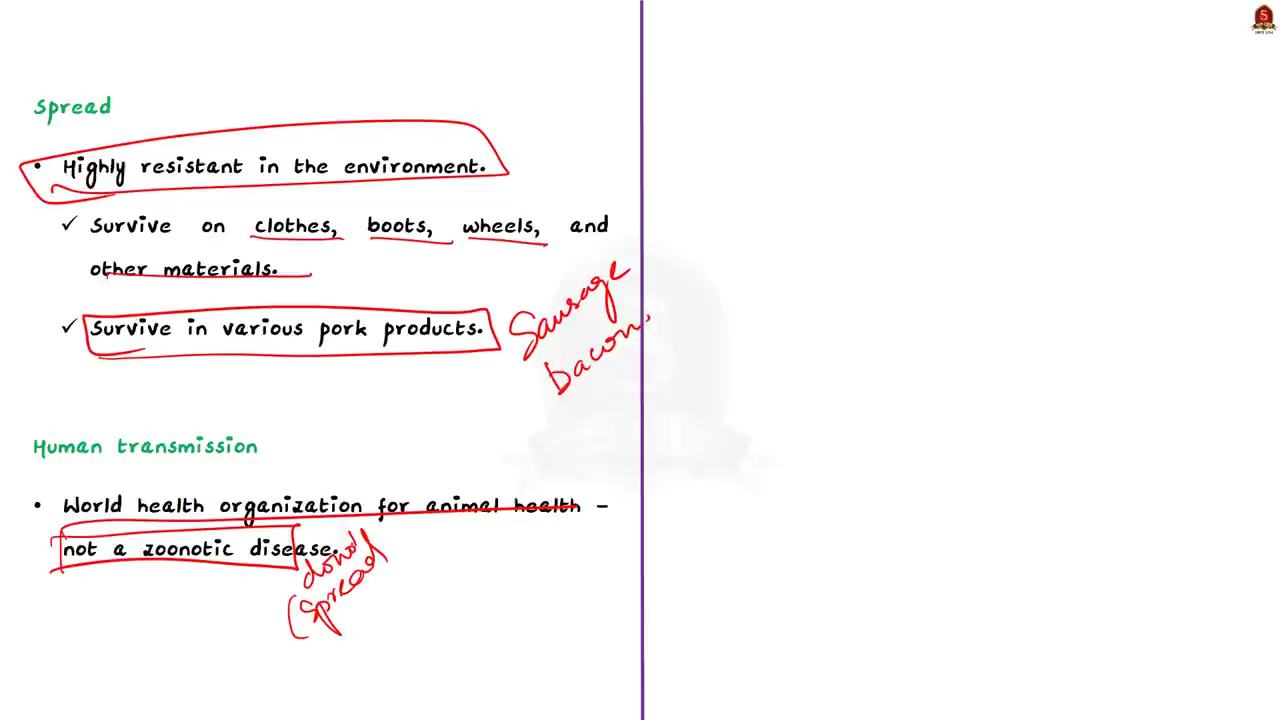 Spread
• Highly resistant in the environment.
✓ Survive on clothes, boots, wheels, and
other materials.
✓ Survive in various pork products.
Sausage
bacon,
Human transmission
• World health organization for animal health –
not a zoonotic disease.
(spread